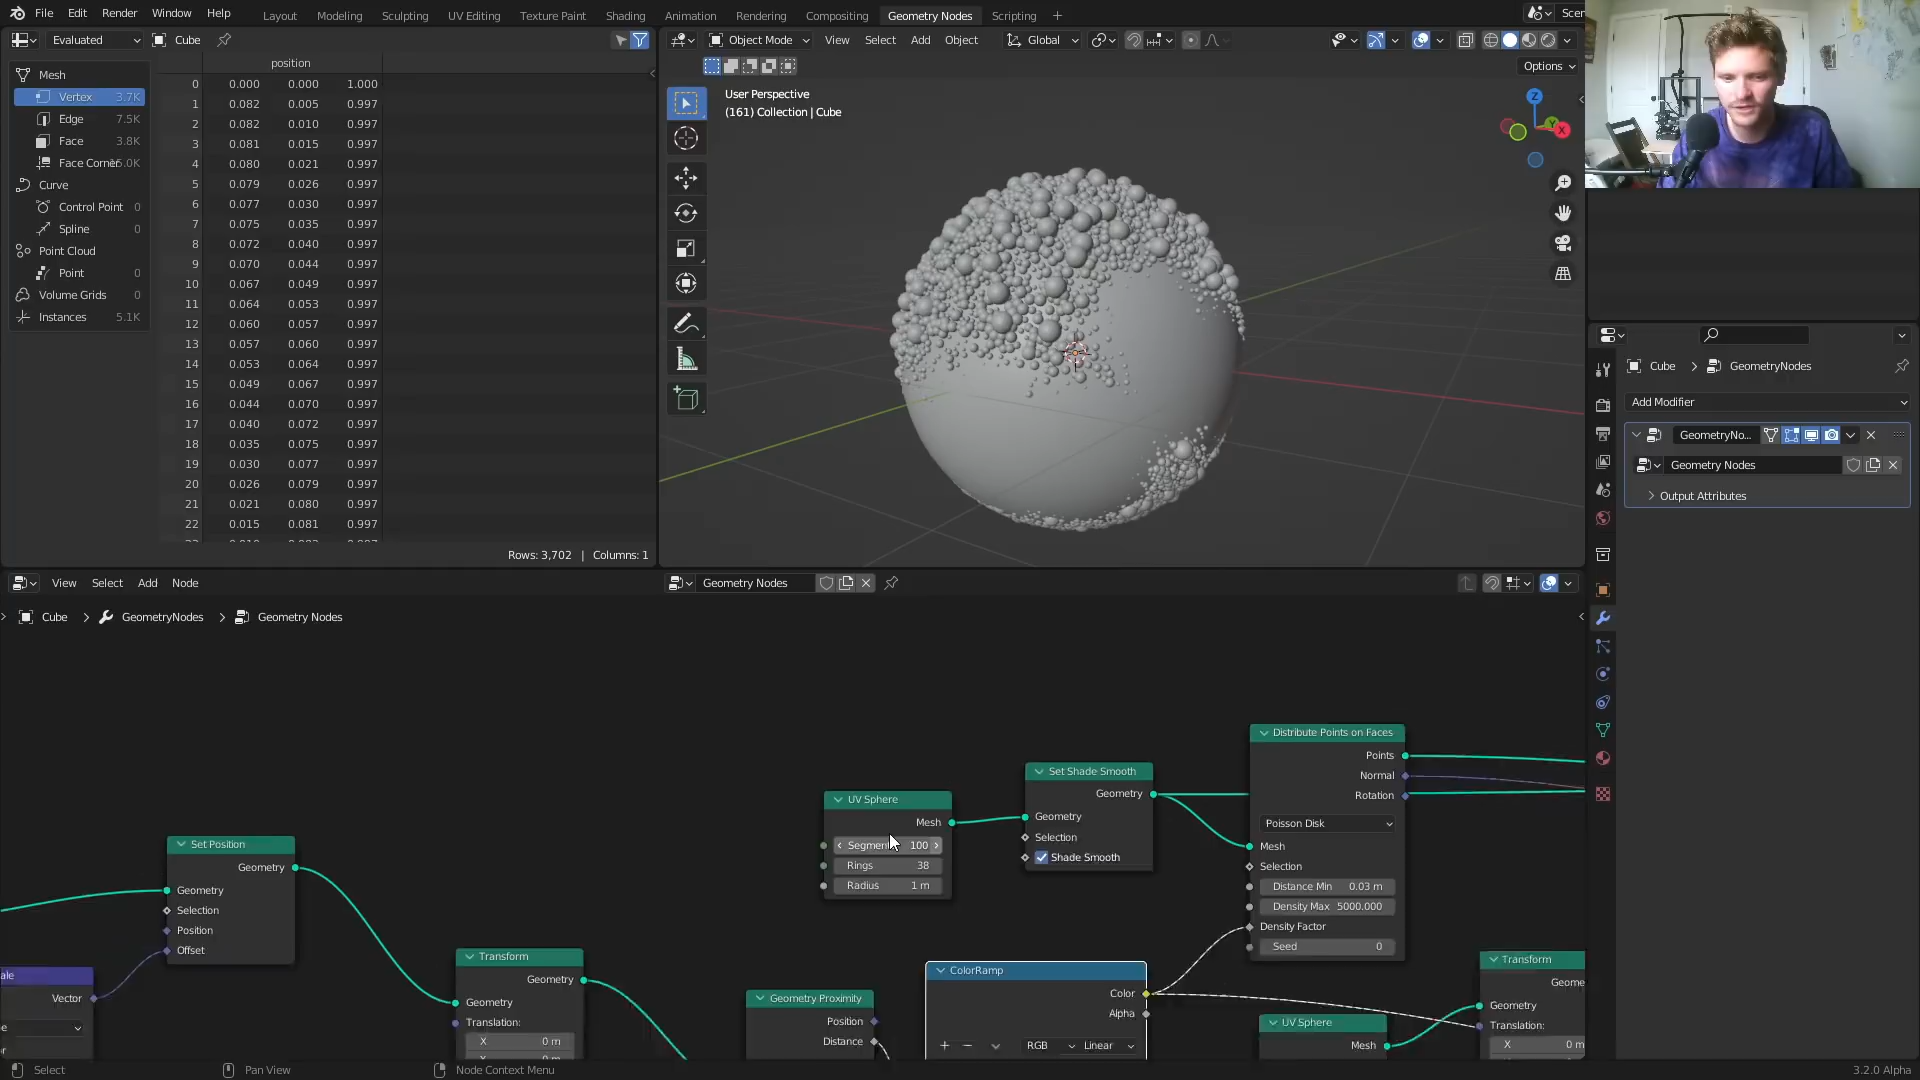 File Edit Render Window Help
Layout Modeling Sculpting UV Editing Texture Paint Shading Animation Rendering Compositing Geometry Nodes Scripting +
Scen
Evaluated Cube
Object Mode View Select Add Object Global
Options
position
Mesh
Vertex 3.7K
Edge 7.5K
Face 3.8K
Face Corne 15.0K
Curve
Control Point 0
Spline 0
Point Cloud
Point 0
Volume Grids 0
Instances 5.1K
0 0.000 0.000 1.000
1 0.082 0.005 0.997
2 0.082 0.010 0.997
3 0.081 0.015 0.997
4 0.080 0.021 0.997
5 0.079 0.026 0.997
6 0.077 0.030 0.997
7 0.075 0.035 0.997
8 0.072 0.040 0.997
9 0.070 0.044 0.997
10 0.067 0.049 0.997
11 0.064 0.053 0.997
12 0.060 0.057 0.997
13 0.057 0.060 0.997
14 0.053 0.064 0.997
15 0.049 0.067 0.997
16 0.044 0.070 0.997
17 0.040 0.072 0.997
18 0.035 0.075 0.997
19 0.030 0.077 0.997
20 0.026 0.079 0.997
21 0.021 0.080 0.997
22 0.015 0.081 0.997
Rows: 3,702 | Columns: 1
User Perspective
(161) Collection | Cube
Z
Y
X
Cube > GeometryNodes
Add Modifier
GeometryNo...
Geometry Nodes
Output Attributes
View Select Add Node
Geometry Nodes
Cube > GeometryNodes > Geometry Nodes
Set Position
Geometry
Geometry
Selection
Position
Offset
ale
Vector
Transform
Geometry
Geometry
Translation:
X 0 m
UV Sphere
Mesh
Segment 100
Rings 38
Radius 1 m
Set Shade Smooth
Geometry
Geometry
Selection
Shade Smooth
Distribute Points on Faces
Points
Normal
Rotation
Poisson Disk
Mesh
Selection
Distance Min 0.03 m
Density Max 5000.000
Density Factor
Seed 0
Geometry Proximity
Position
Distance
ColorRamp
Color
Alpha
RGB Linear
UV Sphere
Mesh
Transform
Geome
Geometry
Translation:
X 0 m
Select Pan View Node Context Menu
3.2.0 Alpha